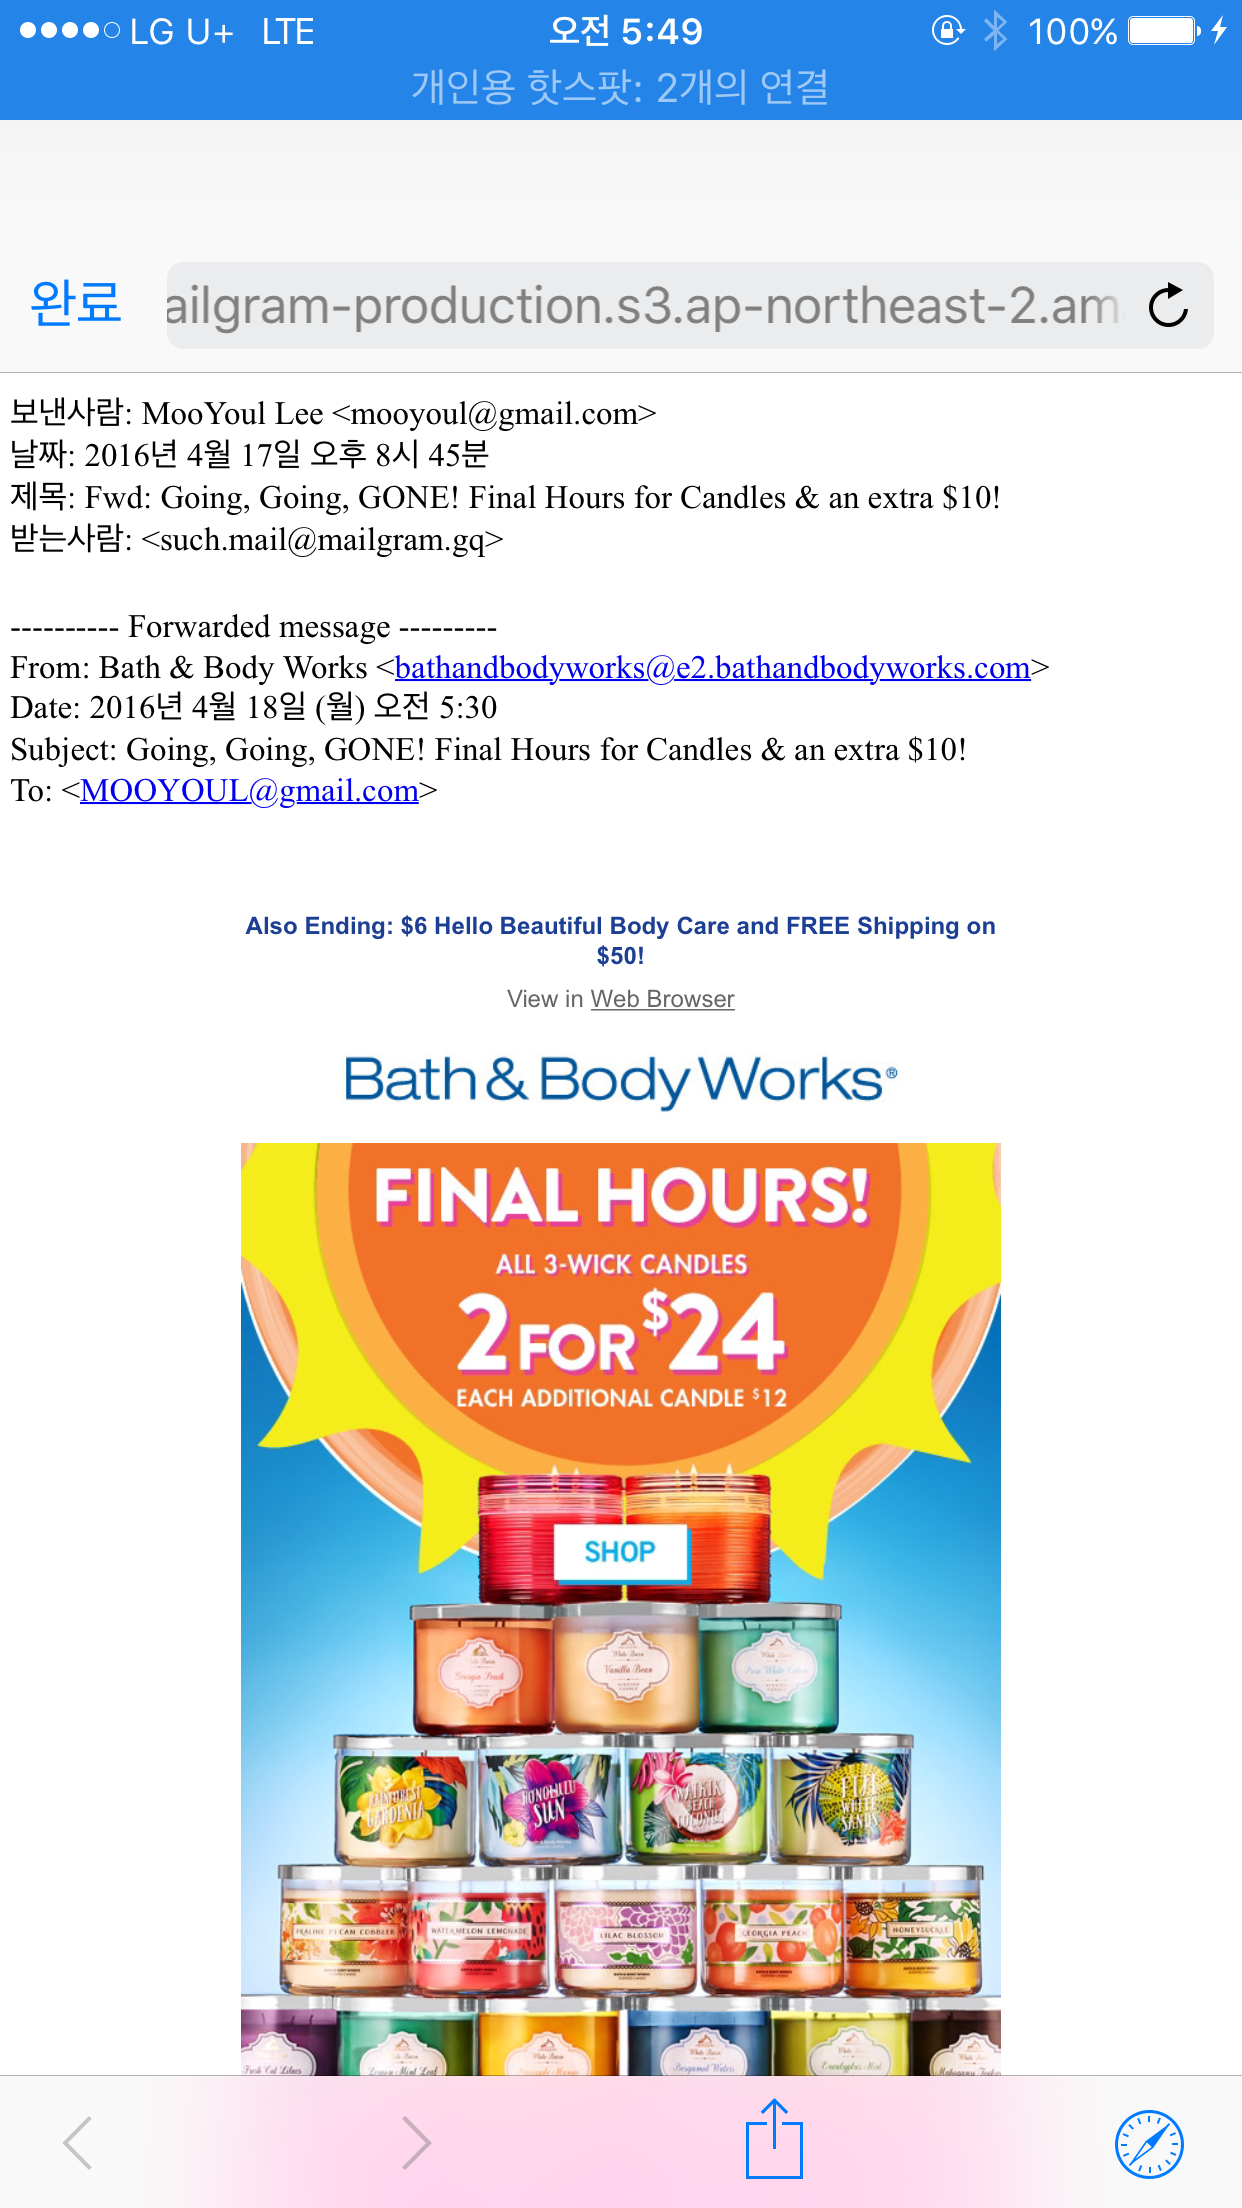 LG U+ LTE 오전 5:49 100%
개인용 핫스팟: 2개의 연결
완료 ailgram-production.s3.ap-northeast-2.am
보낸사람: MooYoul Lee <mooyoul@gmail.com>
날짜: 2016년 4월 17일 오후 8시 45분
제목: Fwd: Going, Going, GONE! Final Hours for Candles & an extra $10!
받는사람: <such.mail@mailgram.gq>
---------- Forwarded message ---------
From: Bath & Body Works <bathandbodyworks@e2.bathandbodyworks.com>
Date: 2016년 4월 18일 (월) 오전 5:30
Subject: Going, Going, GONE! Final Hours for Candles & an extra $10!
To: <MOOYOUL@gmail.com>
Also Ending: $6 Hello Beautiful Body Care and FREE Shipping on
$50!
View in Web Browser
Bath & Body Works®
FINAL HOURS!
ALL 3-WICK CANDLES
2 FOR $24
EACH ADDITIONAL CANDLE $12
SHOP
Georgia Peach Vanilla Bean
RAINFOREST GARDENIA HONOLULU SUN WAIKIKI BEACH COCONUT FIJI WHITE SANDS
PRALINE PECAN COBBLER WATERMELON LEMONADE LILAC BLOSSOM GEORGIA PEACH HONEYSUCKLE
Fresh Cut Lilacs Lemon Mint Leaf Pineapple Mango Bergamot Waters Eucalyptus Mint Mahogany